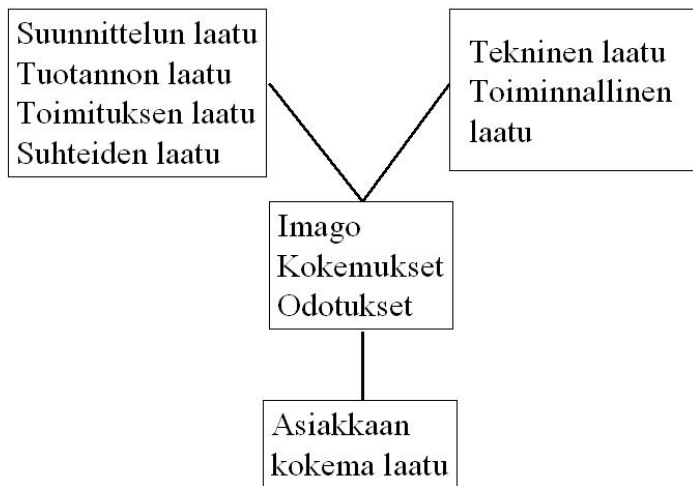 Suunnittelun laatu
Tuotannon laatu
Toimituksen laatu
Suhteiden laatu
Tekninen laatu
Toiminnallinen
laatu
Imago
Kokemukset
Odotukset
Asiakkaan
kokema laatu